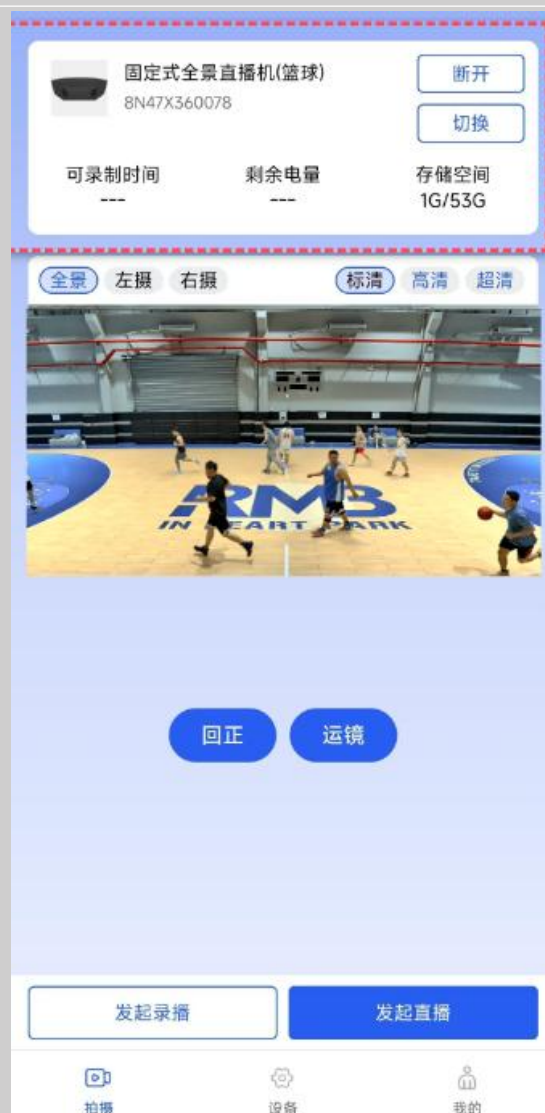 固定式全景直播机(篮球)
8N47X360078
断开
切换
可录制时间 剩余电量 存储空间
--- --- 1G/53G
全景 左摄 右摄 标清 高清 超清
RMB
IN HEART PARK
回正 运镜
发起录播 发起直播
拍摄 设备 我的